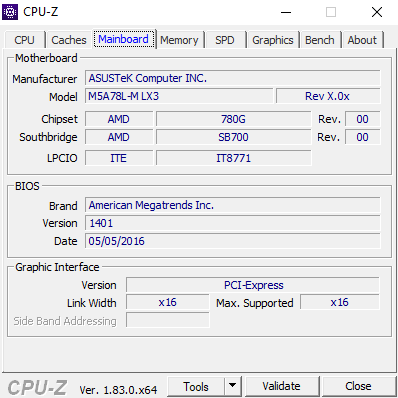 CPU-Z
CPU Caches Mainboard Memory SPD Graphics Bench About
Motherboard
Manufacturer ASUSTeK Computer INC.
Model M5A78L-M LX3 Rev X.0x
Chipset AMD 780G Rev. 00
Southbridge AMD SB700 Rev. 00
LPCIO ITE IT8771
BIOS
Brand American Megatrends Inc.
Version 1401
Date 05/05/2016
Graphic Interface
Version PCI-Express
Link Width x16 Max. Supported x16
Side Band Addressing
CPU-Z Ver. 1.83.0.x64 Tools Validate Close